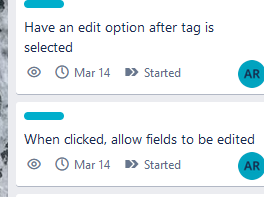 Have an edit option after tag is
selected
Mar 14 Started
AR
When clicked, allow fields to be edited
Mar 14 Started
AR